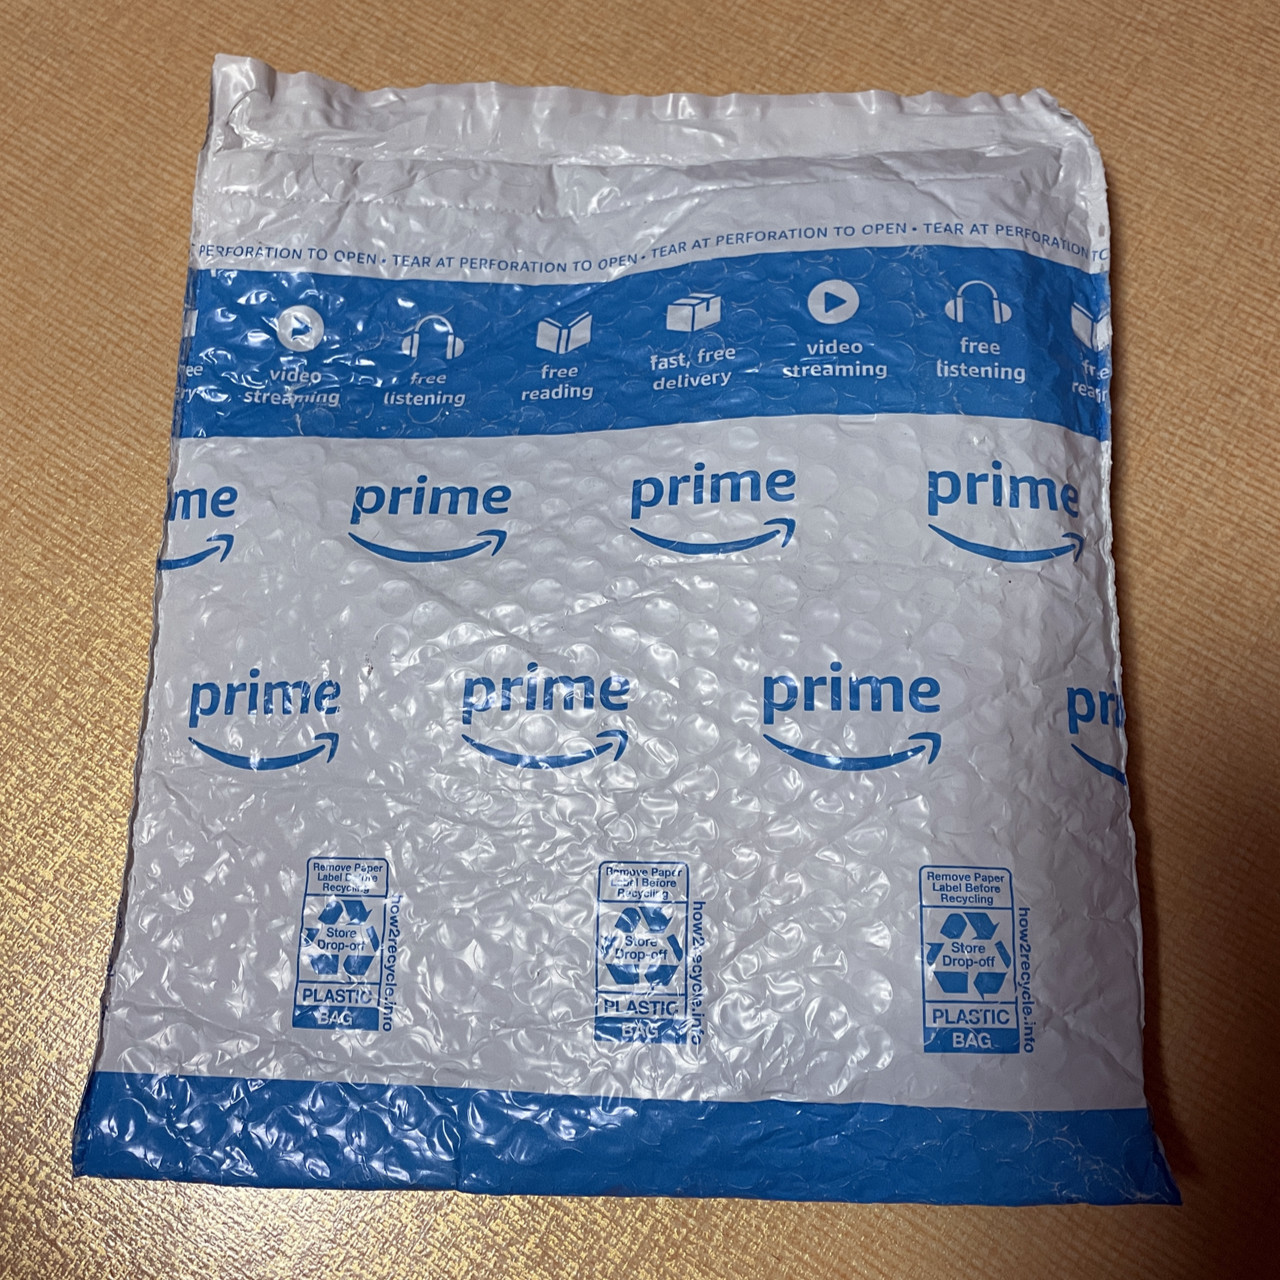 PERFORATION TO OPEN • TEAR AT PERFORATION TO OPEN • TEAR AT PERFORATION TO OPEN • TEAR AT PERFORATION TO
video
streaming
free
listening
free
reading
fast, free
delivery
video
streaming
free
listening
prime
prime
prime
prime
prime
prime
Remove Paper
Label Before
Recycling
Store
Drop-off
PLASTIC
BAG
how2recycle.info
Remove Paper
Label Before
Recycling
Store
Drop-off
PLASTIC
BAG
how2recycle.info
Remove Paper
Label Before
Recycling
Store
Drop-off
PLASTIC
BAG
how2recycle.info